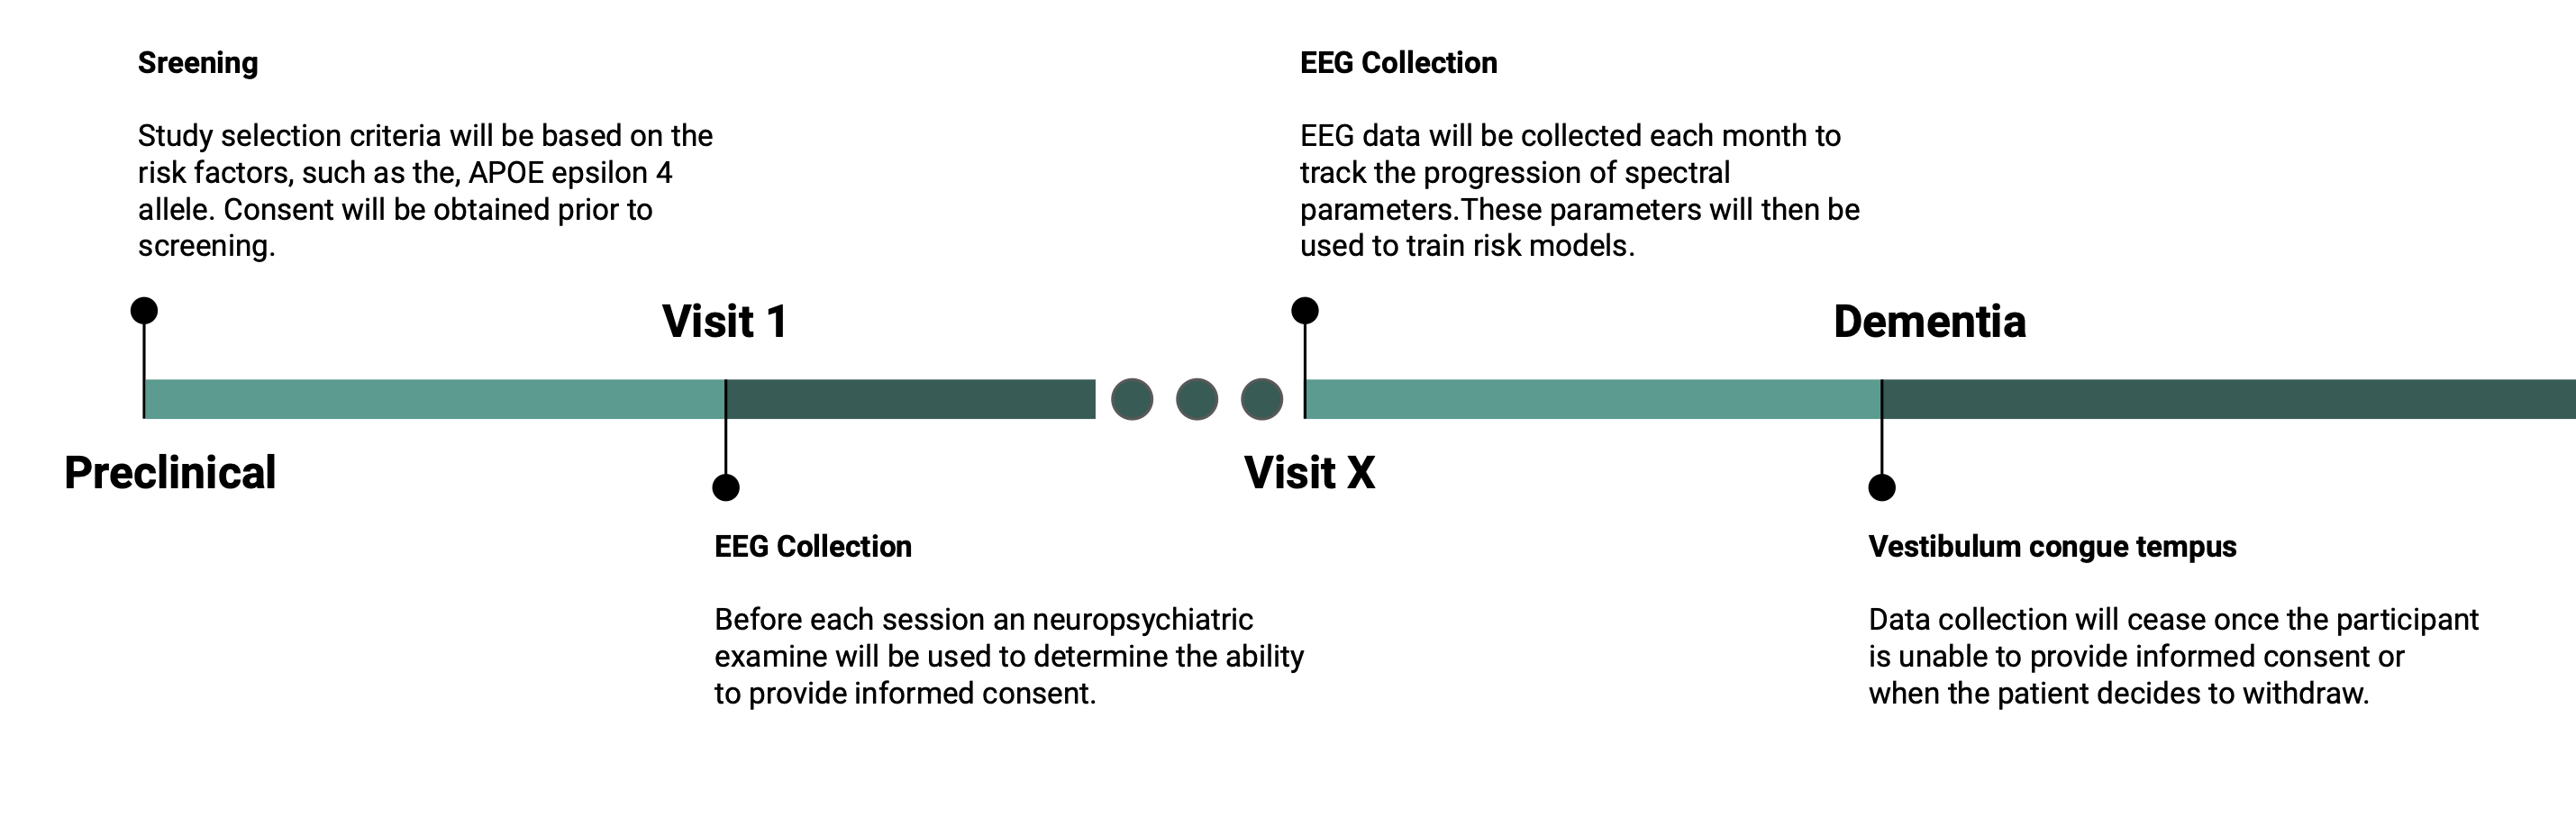 Sreening
Study selection criteria will be based on the
risk factors, such as the, APOE epsilon 4
allele. Consent will be obtained prior to
screening.
Preclinical
Visit 1
EEG Collection
Before each session an neuropsychiatric
examine will be used to determine the ability
to provide informed consent.
EEG Collection
EEG data will be collected each month to
track the progression of spectral
parameters.These parameters will then be
used to train risk models.
Visit X
Dementia
Vestibulum congue tempus
Data collection will cease once the participant
is unable to provide informed consent or
when the patient decides to withdraw.